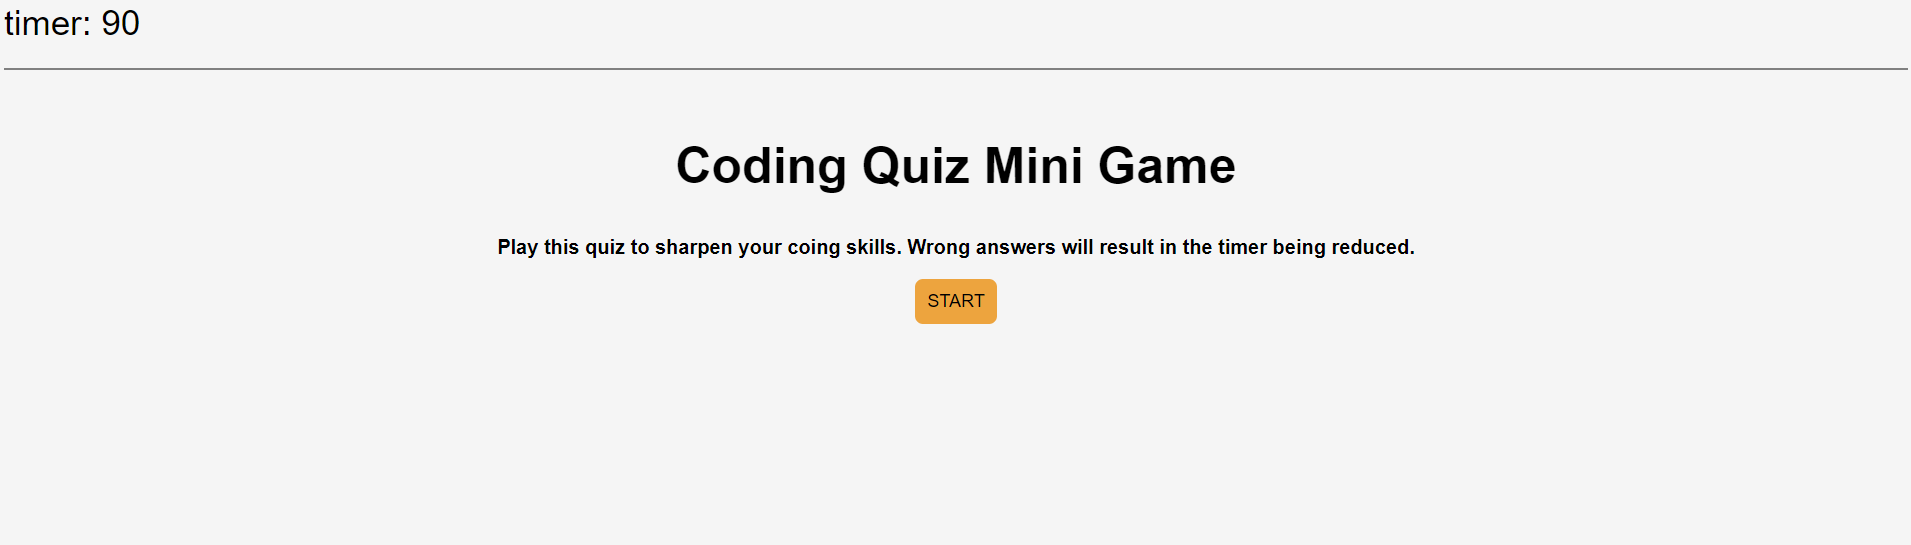 timer: 90
Coding Quiz Mini Game
Play this quiz to sharpen your coing skills. Wrong answers will result in the timer being reduced.
START